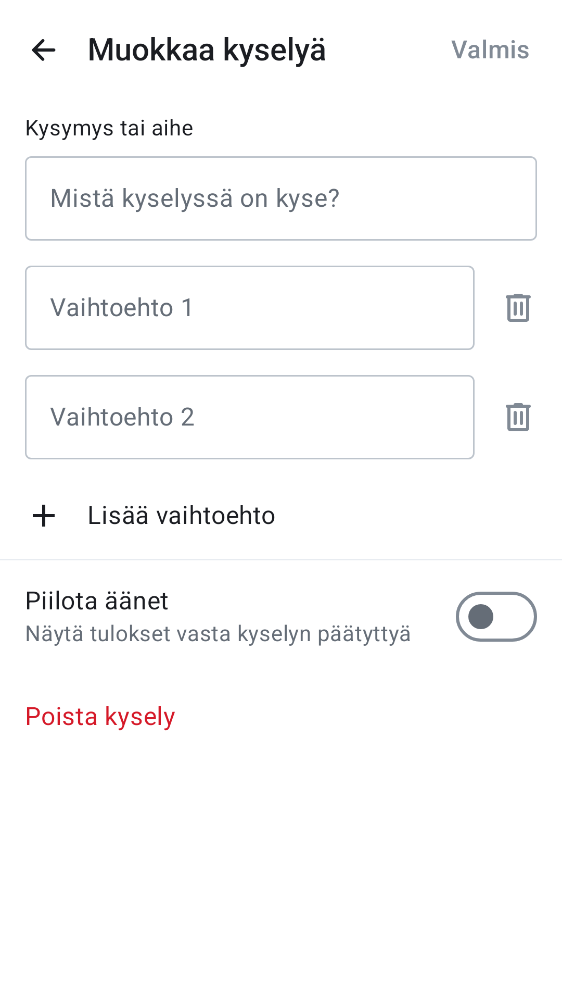 Muokkaa kyselyä
Valmis
Kysymys tai aihe
Mistä kyselyssä on kyse?
Vaihtoehto 1
Vaihtoehto 2
Lisää vaihtoehto
Piilota äänet
Näytä tulokset vasta kyselyn päätyttyä
Poista kysely